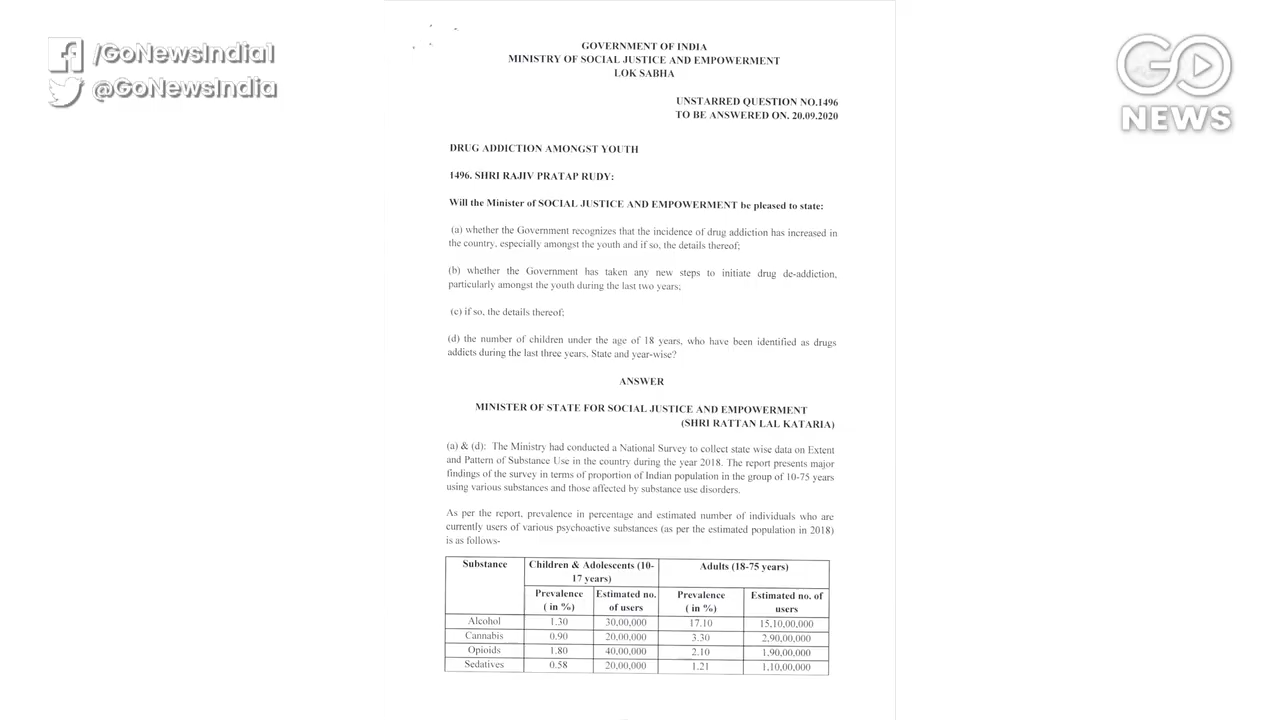 /GoNewsIndia1
@GoNewsIndia
GO
NEWS
GOVERNMENT OF INDIA
MINISTRY OF SOCIAL JUSTICE AND EMPOWERMENT
LOK SABHA
UNSTARRED QUESTION NO.1496
TO BE ANSWERED ON. 20.09.2020
DRUG ADDICTION AMONGST YOUTH
1496. SHRI RAJIV PRATAP RUDY:
Will the Minister of SOCIAL JUSTICE AND EMPOWERMENT be pleased to state:
(a) whether the Government recognizes that the incidence of drug addiction has increased in
the country, especially amongst the youth and if so, the details thereof;
(b) whether the Government has taken any new steps to initiate drug de-addiction,
particularly amongst the youth during the last two years;
(c) if so, the details thereof;
(d) the number of children under the age of 18 years, who have been identified as drugs
addicts during the last three years, State and year-wise?
ANSWER
MINISTER OF STATE FOR SOCIAL JUSTICE AND EMPOWERMENT
(SHRI RATTAN LAL KATARIA)
(a) & (d): The Ministry had conducted a National Survey to collect state wise data on Extent
and Pattern of Substance Use in the country during the year 2018. The report presents major
findings of the survey in terms of proportion of Indian population in the group of 10-75 years
using various substances and those affected by substance use disorders.
As per the report, prevalence in percentage and estimated number of individuals who are
currently users of various psychoactive substances (as per the estimated population in 2018)
is as follows-
Substance Children & Adolescents (10- Adults (18-75 years)
17 years)
Prevalence Estimated no. Prevalence Estimated no. of
( in %) of users ( in %) users
Alcohol 1.30 30,00,000 17.10 15,10,00,000
Cannabis 0.90 20,00,000 3.30 2,90,00,000
Opioids 1.80 40,00,000 2.10 1,90,00,000
Sedatives 0.58 20,00,000 1.21 1,10,00,000